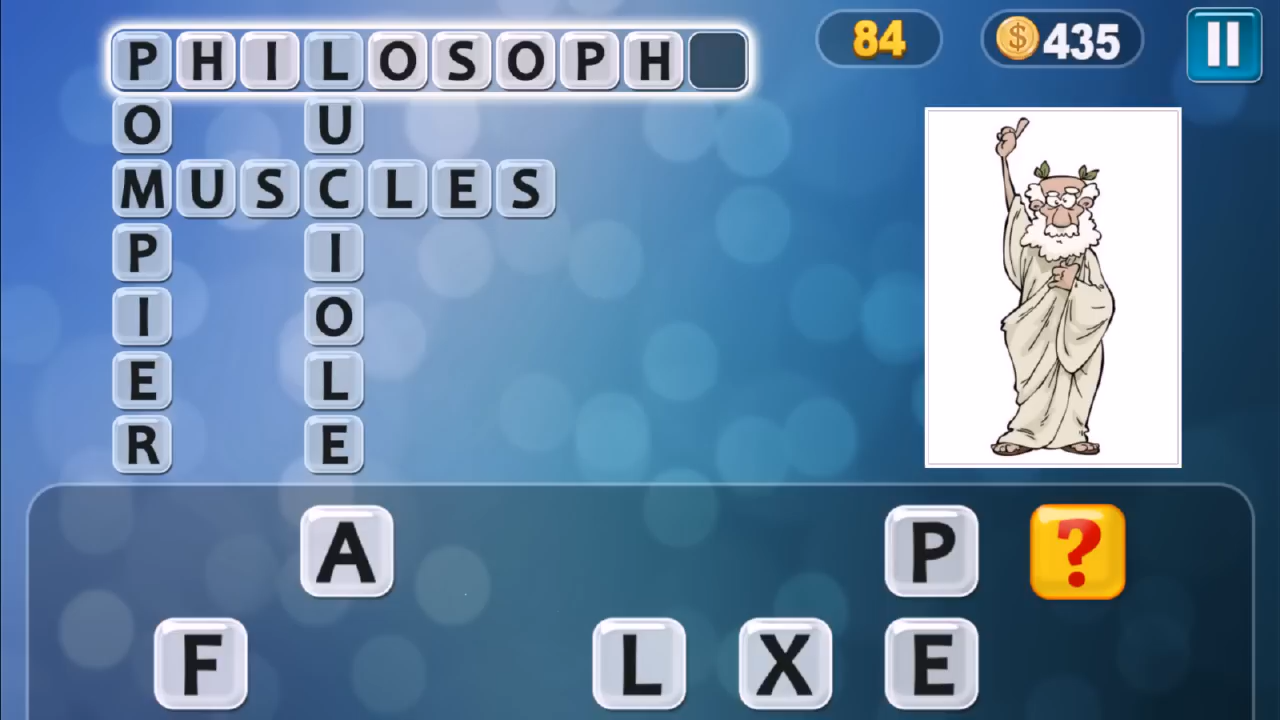 PHILOSOPH 84 $ 435
O U
MUSCLES
P I
I O
E L
R E
A P ?
F L X E